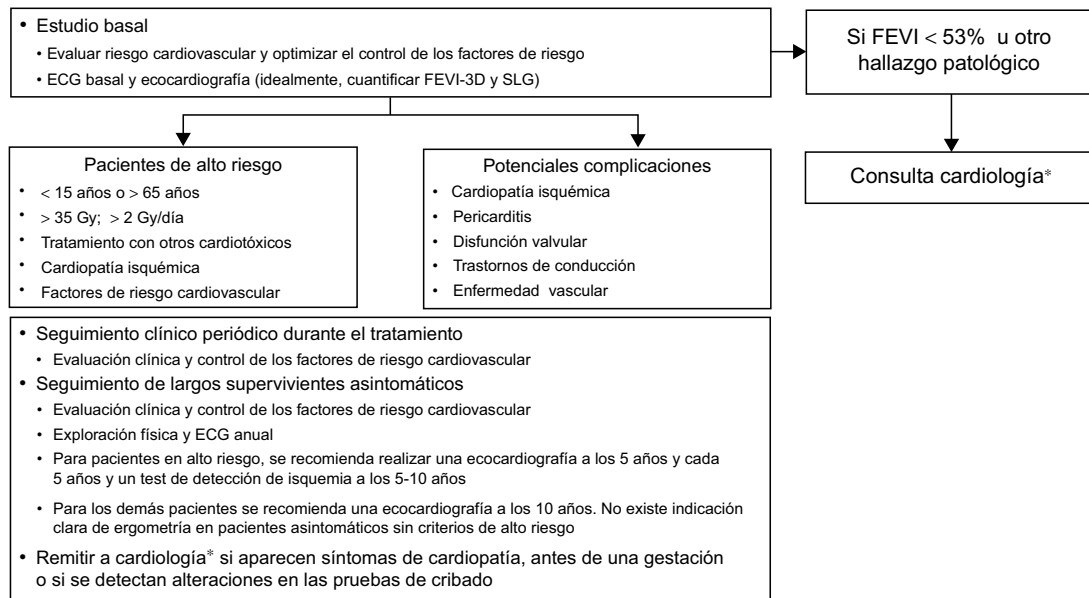 • Estudio basal
• Evaluar riesgo cardiovascular y optimizar el control de los factores de riesgo
• ECG basal y ecocardiografía (idealmente, cuantificar FEVI-3D y SLG)
Si FEVI < 53% u otro
hallazgo patológico
Consulta cardiología*
Pacientes de alto riesgo
• < 15 años o > 65 años
• > 35 Gy; > 2 Gy/día
• Tratamiento con otros cardiotóxicos
• Cardiopatía isquémica
• Factores de riesgo cardiovascular
Potenciales complicaciones
• Cardiopatía isquémica
• Pericarditis
• Disfunción valvular
• Trastornos de conducción
• Enfermedad vascular
• Seguimiento clínico periódico durante el tratamiento
• Evaluación clínica y control de los factores de riesgo cardiovascular
• Seguimiento de largos supervivientes asintomáticos
• Evaluación clínica y control de los factores de riesgo cardiovascular
• Exploración física y ECG anual
• Para pacientes en alto riesgo, se recomienda realizar una ecocardiografía a los 5 años y cada
5 años y un test de detección de isquemia a los 5-10 años
• Para los demás pacientes se recomienda una ecocardiografía a los 10 años. No existe indicación
clara de ergometría en pacientes asintomáticos sin criterios de alto riesgo
• Remitir a cardiología* si aparecen síntomas de cardiopatía, antes de una gestación
o si se detectan alteraciones en las pruebas de cribado